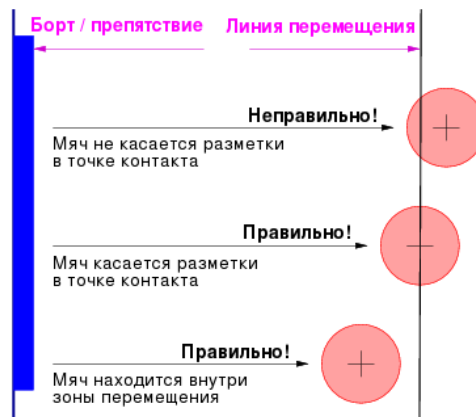 Борт / препятствие
Линия перемещения
Неправильно!
Мяч не касается разметки
в точке контакта
Правильно!
Мяч касается разметки
в точке контакта
Правильно!
Мяч находится внутри
зоны перемещения